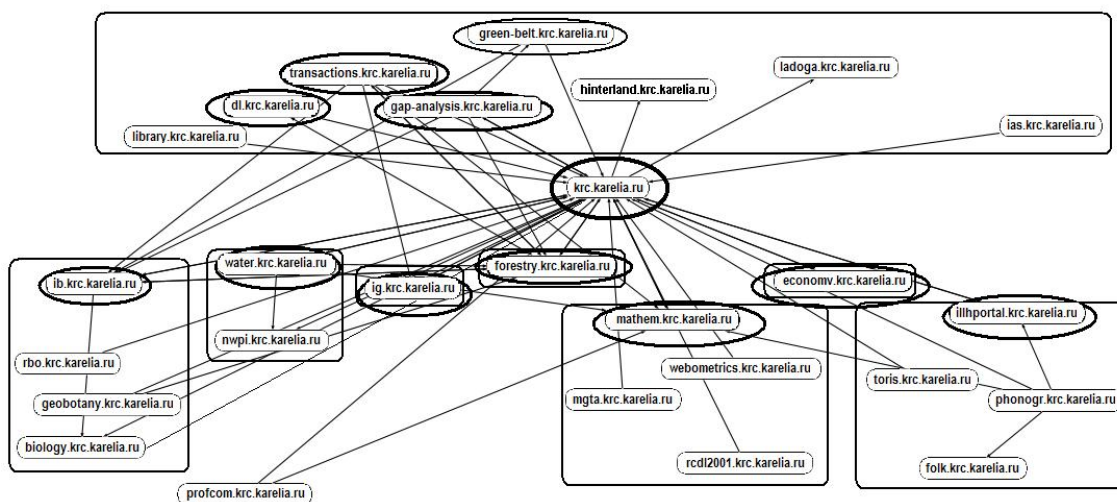 green-belt.krc.karelia.ru
transactions.krc.karelia.ru
ladoga.krc.karelia.ru
hinterland.krc.karelia.ru
dl.krc.karelia.ru
gap-analysis.krc.karelia.ru
library.krc.karelia.ru
ias.krc.karelia.ru
krc.karelia.ru
water.krc.karelia.ru
forestry.krc.karelia.ru
ib.krc.karelia.ru
ig.krc.karelia.ru
economv.krc.karelia.ru
illhportal.krc.karelia.ru
mathem.krc.karelia.ru
nwpi.krc.karelia.ru
rbo.krc.karelia.ru
webometrics.krc.karelia.ru
toris.krc.karelia.ru
geobotany.krc.karelia.ru
mgta.krc.karelia.ru
phonogr.krc.karelia.ru
biology.krc.karelia.ru
rcdl2001.krc.karelia.ru
folk.krc.karelia.ru
profcom.krc.karelia.ru